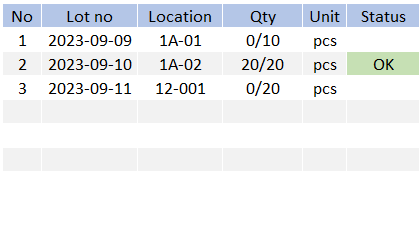 No Lot no Location Qty Unit Status
1 2023-09-09 1A-01 0/10 pcs
2 2023-09-10 1A-02 20/20 pcs OK
3 2023-09-11 12-001 0/20 pcs